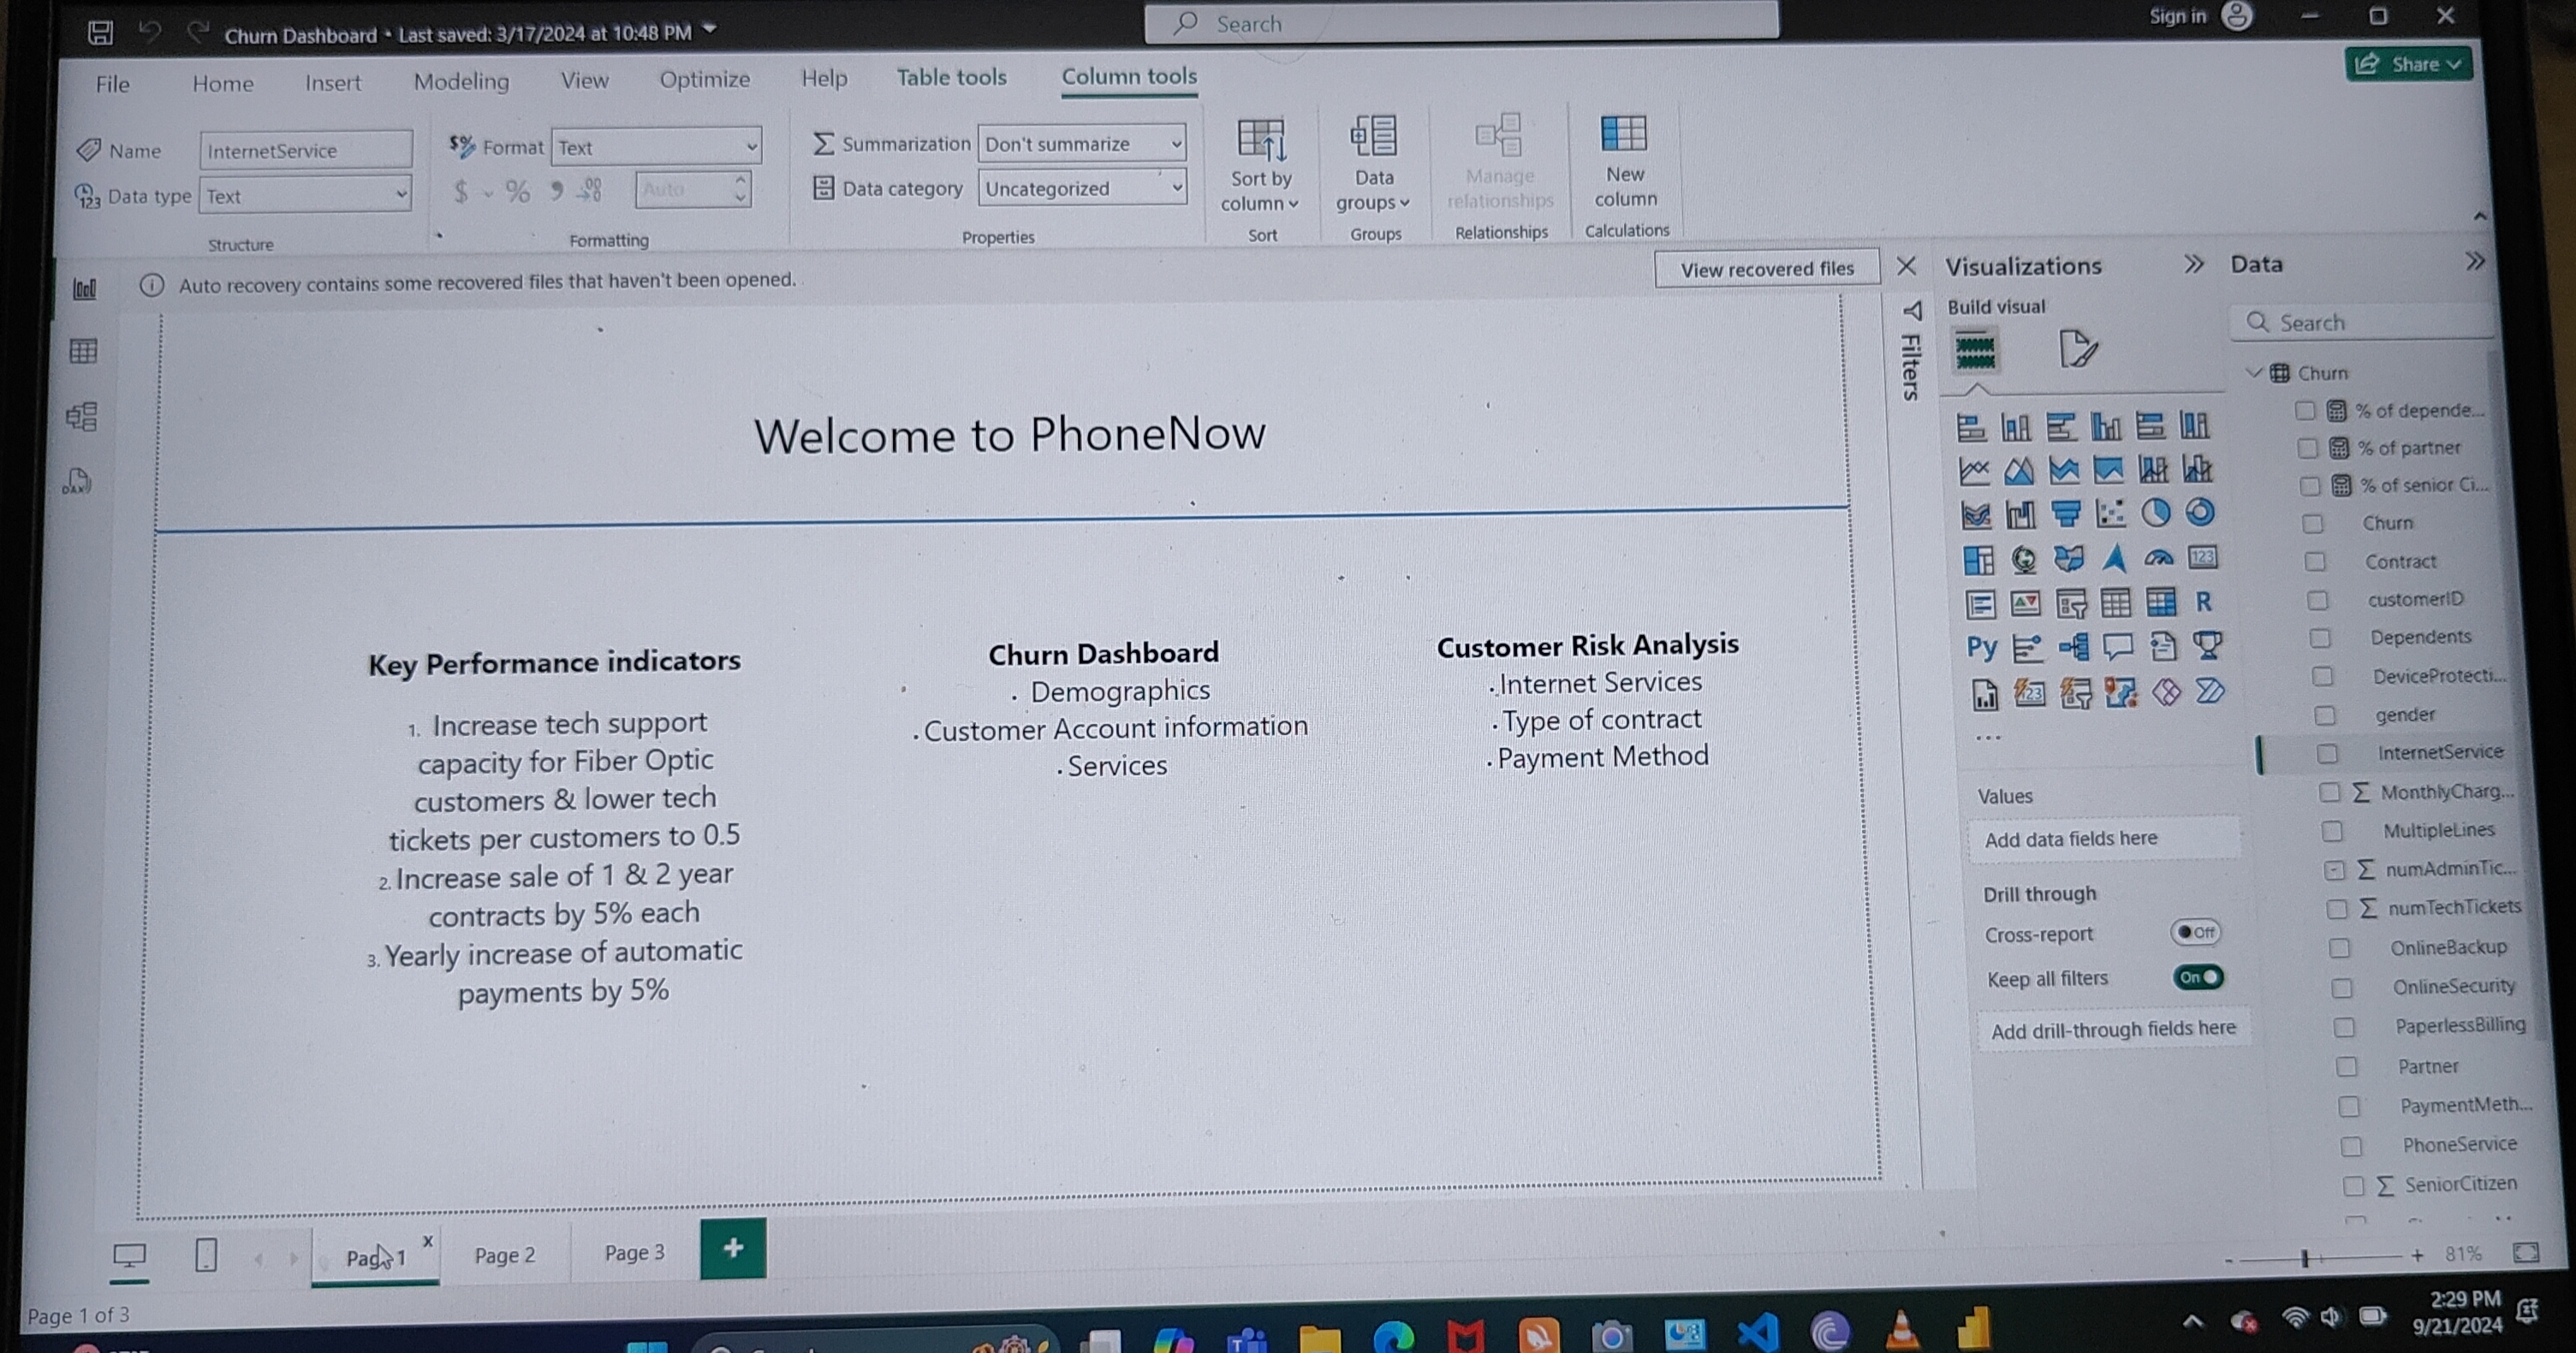 Churn Dashboard • Last saved: 3/17/2024 at 10:48 PM
Search
Sign in
File Home Insert Modeling View Optimize Help Table tools Column tools
Share
Name InternetService
Data type Text
Structure
$% Format Text
$ % 9 .00 Auto
Formatting
Summarization Don't summarize
Data category Uncategorized
Properties
Sort by
column
Sort
Data
groups
Groups
Manage
relationships
Relationships
New
column
Calculations
Auto recovery contains some recovered files that haven't been opened.
View recovered files
Welcome to PhoneNow
Key Performance indicators
1. Increase tech support
capacity for Fiber Optic
customers & lower tech
tickets per customers to 0.5
2. Increase sale of 1 & 2 year
contracts by 5% each
3. Yearly increase of automatic
payments by 5%
Churn Dashboard
. Demographics
. Customer Account information
. Services
Customer Risk Analysis
. Internet Services
. Type of contract
. Payment Method
Filters
Visualizations
Build visual
123
R
Py
...
Values
Add data fields here
Drill through
Cross-report Off
Keep all filters On
Add drill-through fields here
Data
Search
Churn
% of depende...
% of partner
% of senior Ci...
Churn
Contract
customerID
Dependents
DeviceProtecti...
gender
InternetService
Σ MonthlyCharg...
MultipleLines
Σ numAdminTic...
Σ numTechTickets
OnlineBackup
OnlineSecurity
PaperlessBilling
Partner
PaymentMeth...
PhoneService
Σ SeniorCitizen
Page 1 x
Page 2
Page 3
+
- + 81%
Page 1 of 3
2:29 PM
9/21/2024